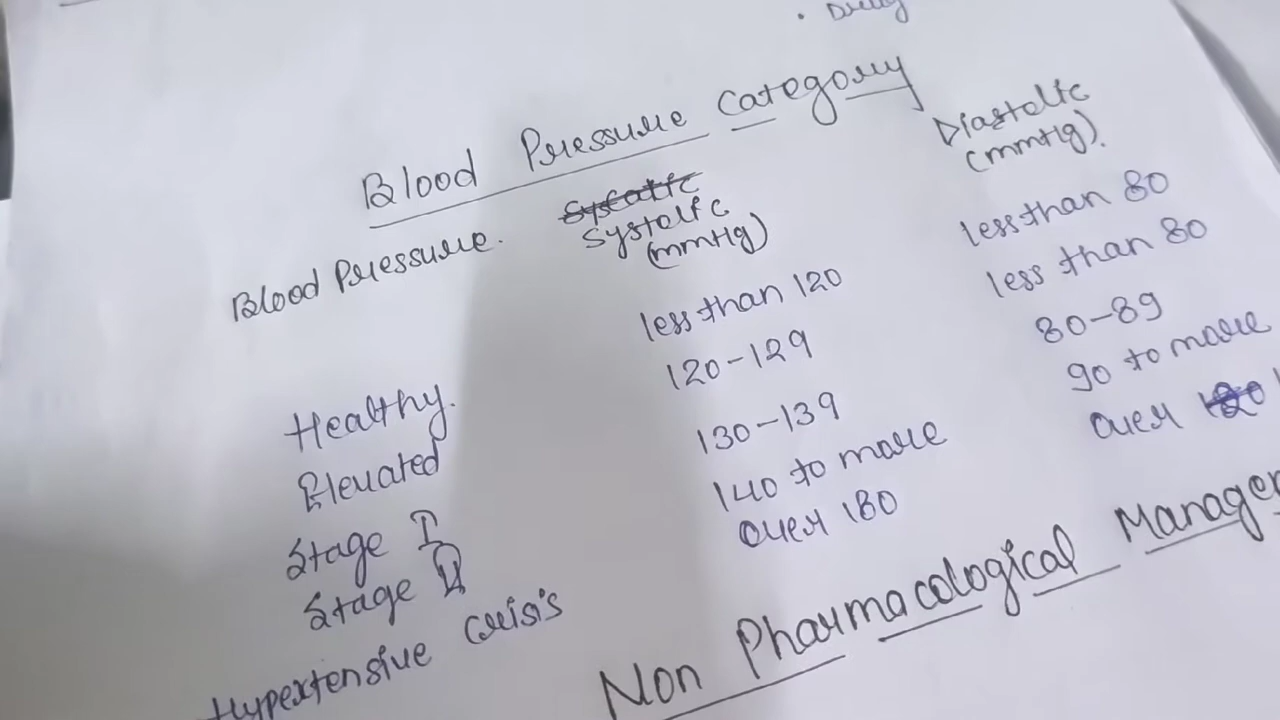 • Drug
Blood Pressure Category
Blood Pressure. Systolic (mmHg) Diastolic (mmHg).
Healthy. less than 120 less than 80
Elevated 120-129 less than 80
Stage I 130-139 80-89
Stage II 140 to more 90 to more
Hypertensive Crisis over 180 over
Non Pharmacological